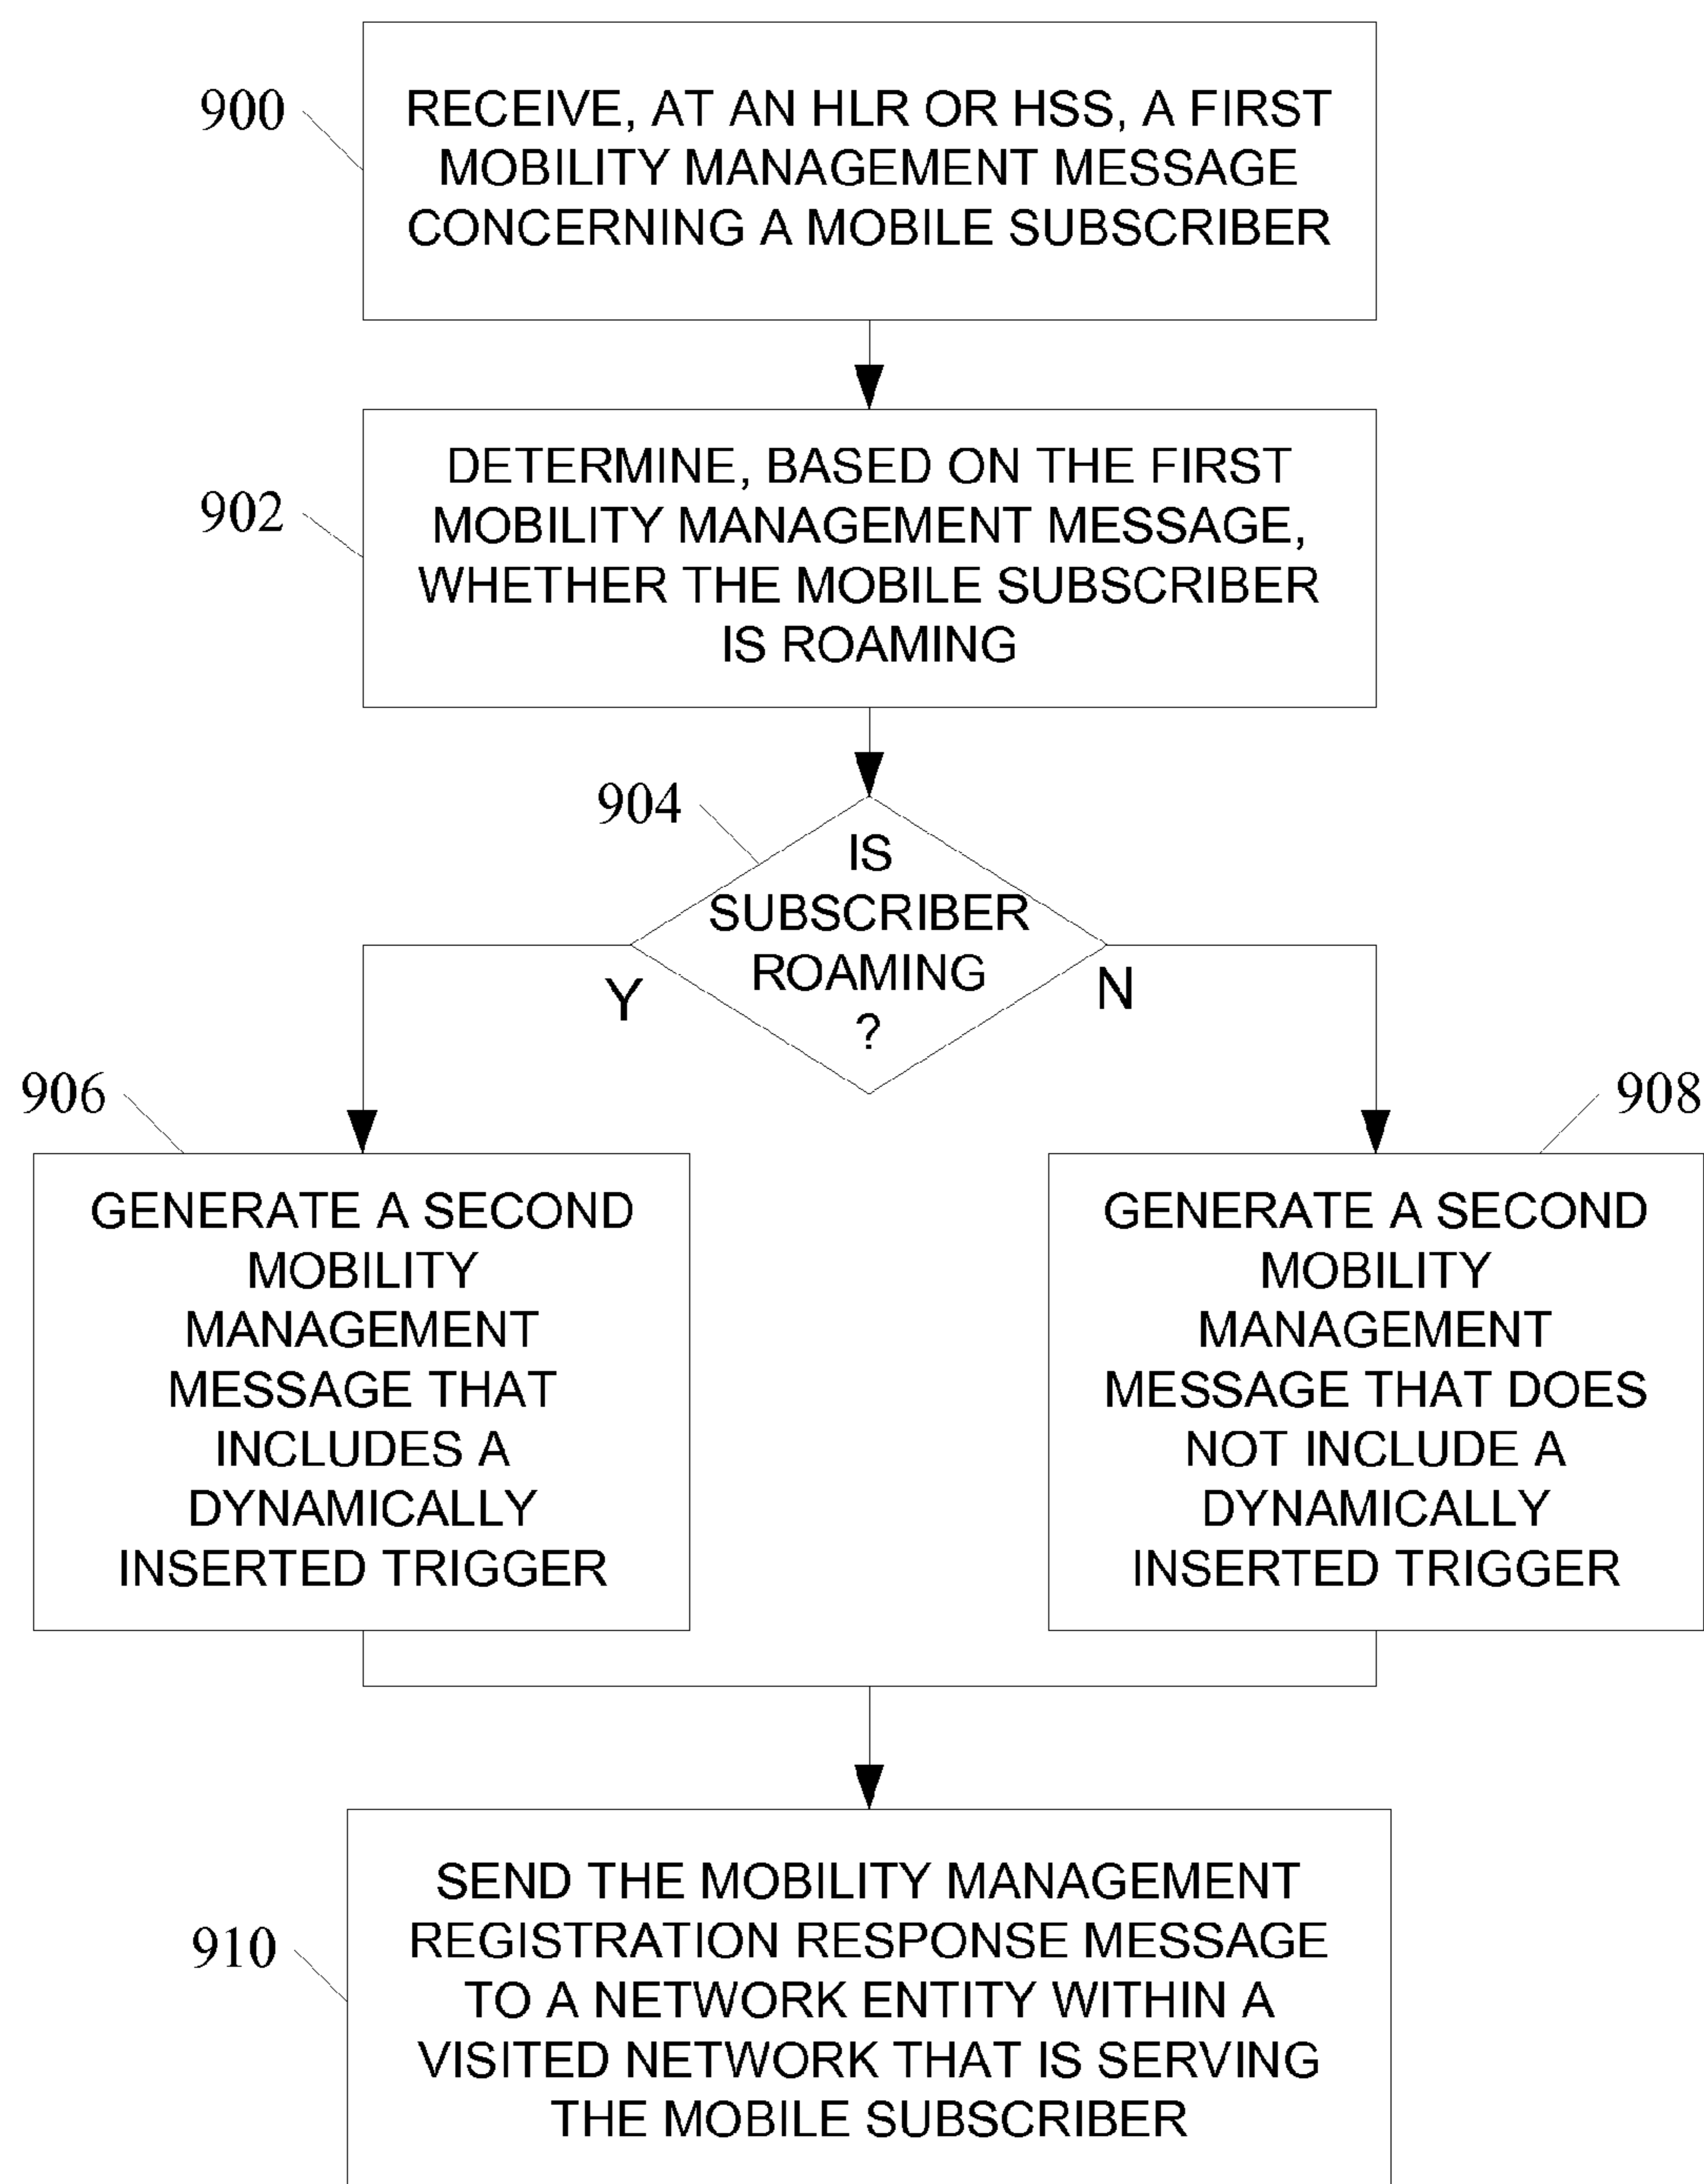 900
RECEIVE, AT AN HLR OR HSS, A FIRST
MOBILITY MANAGEMENT MESSAGE
CONCERNING A MOBILE SUBSCRIBER
902
DETERMINE, BASED ON THE FIRST
MOBILITY MANAGEMENT MESSAGE,
WHETHER THE MOBILE SUBSCRIBER
IS ROAMING
904
IS
SUBSCRIBER
ROAMING
?
Y
N
906
GENERATE A SECOND
MOBILITY
MANAGEMENT
MESSAGE THAT
INCLUDES A
DYNAMICALLY
INSERTED TRIGGER
908
GENERATE A SECOND
MOBILITY
MANAGEMENT
MESSAGE THAT DOES
NOT INCLUDE A
DYNAMICALLY
INSERTED TRIGGER
910
SEND THE MOBILITY MANAGEMENT
REGISTRATION RESPONSE MESSAGE
TO A NETWORK ENTITY WITHIN A
VISITED NETWORK THAT IS SERVING
THE MOBILE SUBSCRIBER